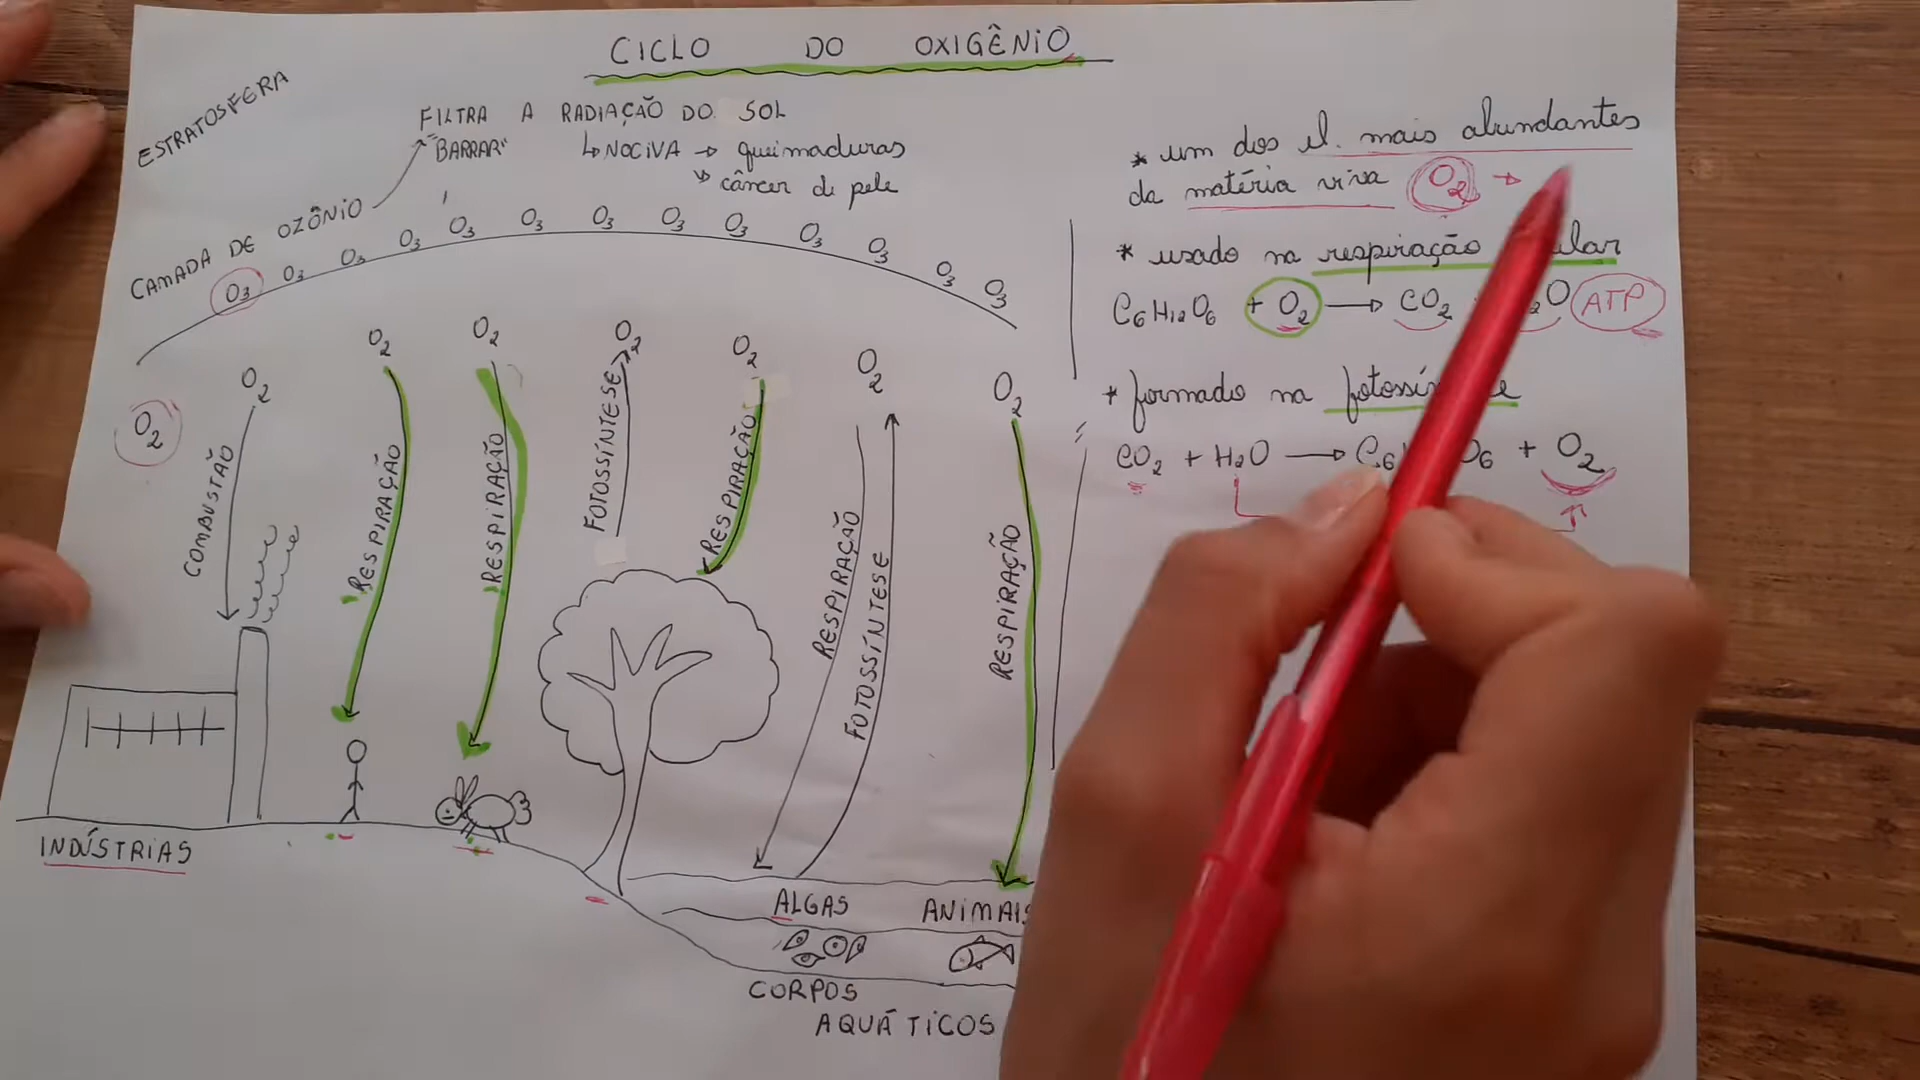 CICLO DO OXIGÊNIO
ESTRATOSFERA
FILTRA A RADIAÇÃO DO SOL
"BARRAR"
↳ NOCIVA → queimaduras
↘ câncer de pele
CAMADA DE OZÔNIO
O3 O3 O3 O3 O3 O3 O3 O3 O3 O3 O3 O3 O3
O2 O2 O2 O2 O2 O2 O2 O2
COMBUSTÃO
RESPIRAÇÃO
RESPIRAÇÃO
FOTOSSÍNTESE
RESPIRAÇÃO
RESPIRAÇÃO
FOTOSSÍNTESE
RESPIRAÇÃO
INDÚSTRIAS
ALGAS ANIMAIS
CORPOS
AQUÁTICOS
* um dos el. mais abundantes
da matéria viva O2 →
* usado na respiração
C6H12O6 + O2 → CO2 ATP
* formado na
CO2 + H2O → C6 O6 + O2